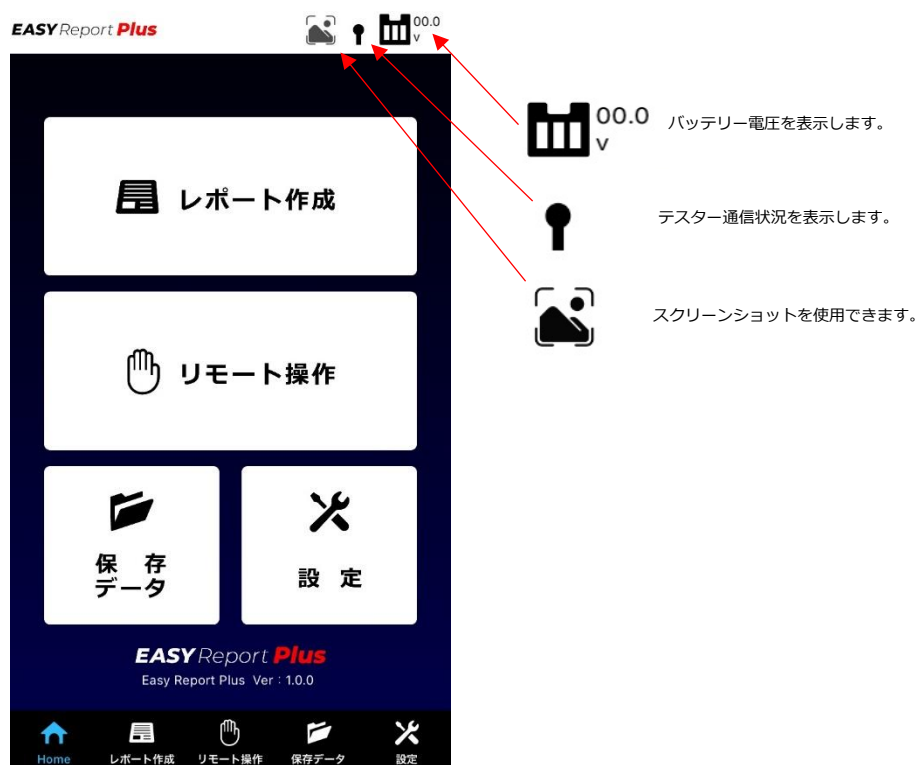 EASY Report Plus
00.0
v
レポート作成
リモート操作
保 存
データ
設 定
EASY Report Plus
Easy Report Plus Ver : 1.0.0
Home
レポート作成
リモート操作
保存データ
設定
00.0
v
バッテリー電圧を表示します。
テスター通信状況を表示します。
スクリーンショットを使用できます。